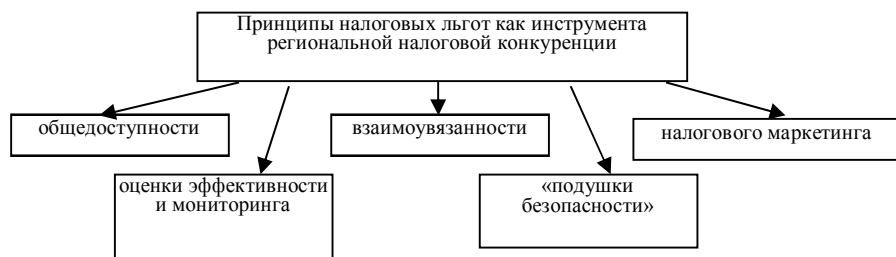 Принципы налоговых льгот как инструмента
региональной налоговой конкуренции
общедоступности
взаимоувязанности
налогового маркетинга
оценки эффективности
и мониторинга
«подушки
безопасности»